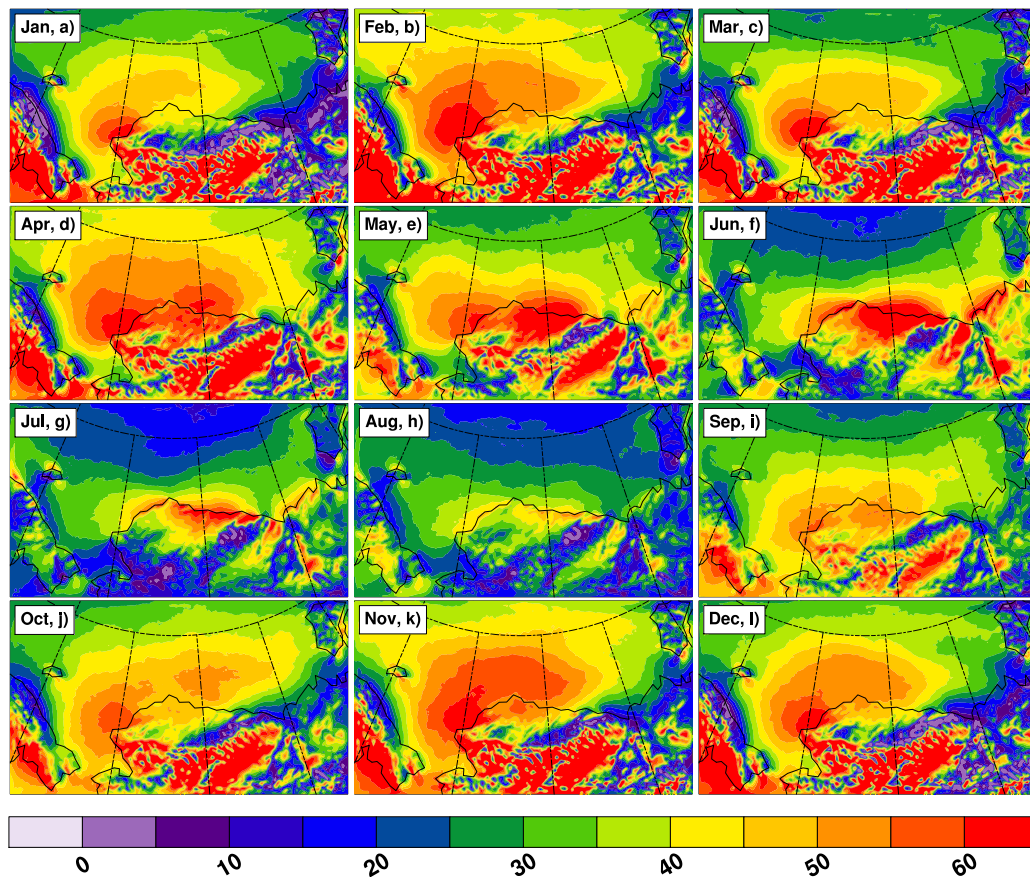 Jan, a)
Feb, b)
Mar, c)
Apr, d)
May, e)
Jun, f)
Jul, g)
Aug, h)
Sep, i)
Oct, j)
Nov, k)
Dec, l)
0 10 20 30 40 50 60